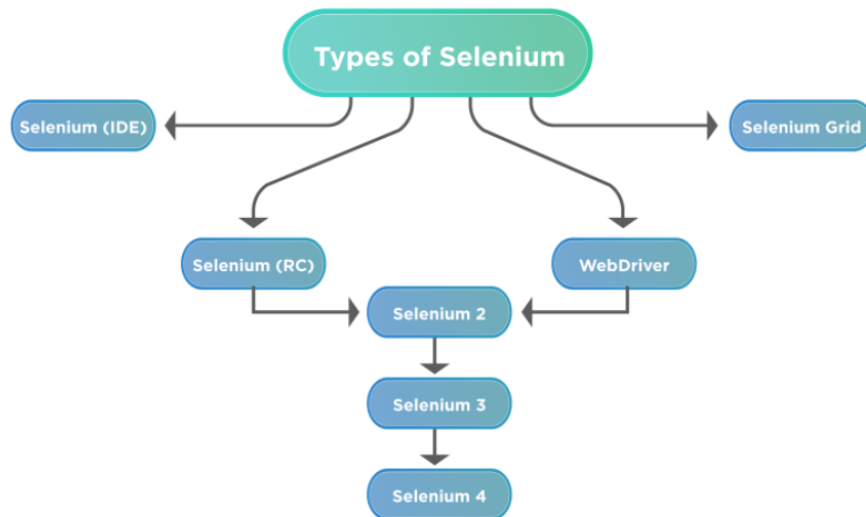 Types of Selenium
Selenium (IDE)
Selenium Grid
Selenium (RC)
WebDriver
Selenium 2
Selenium 3
Selenium 4